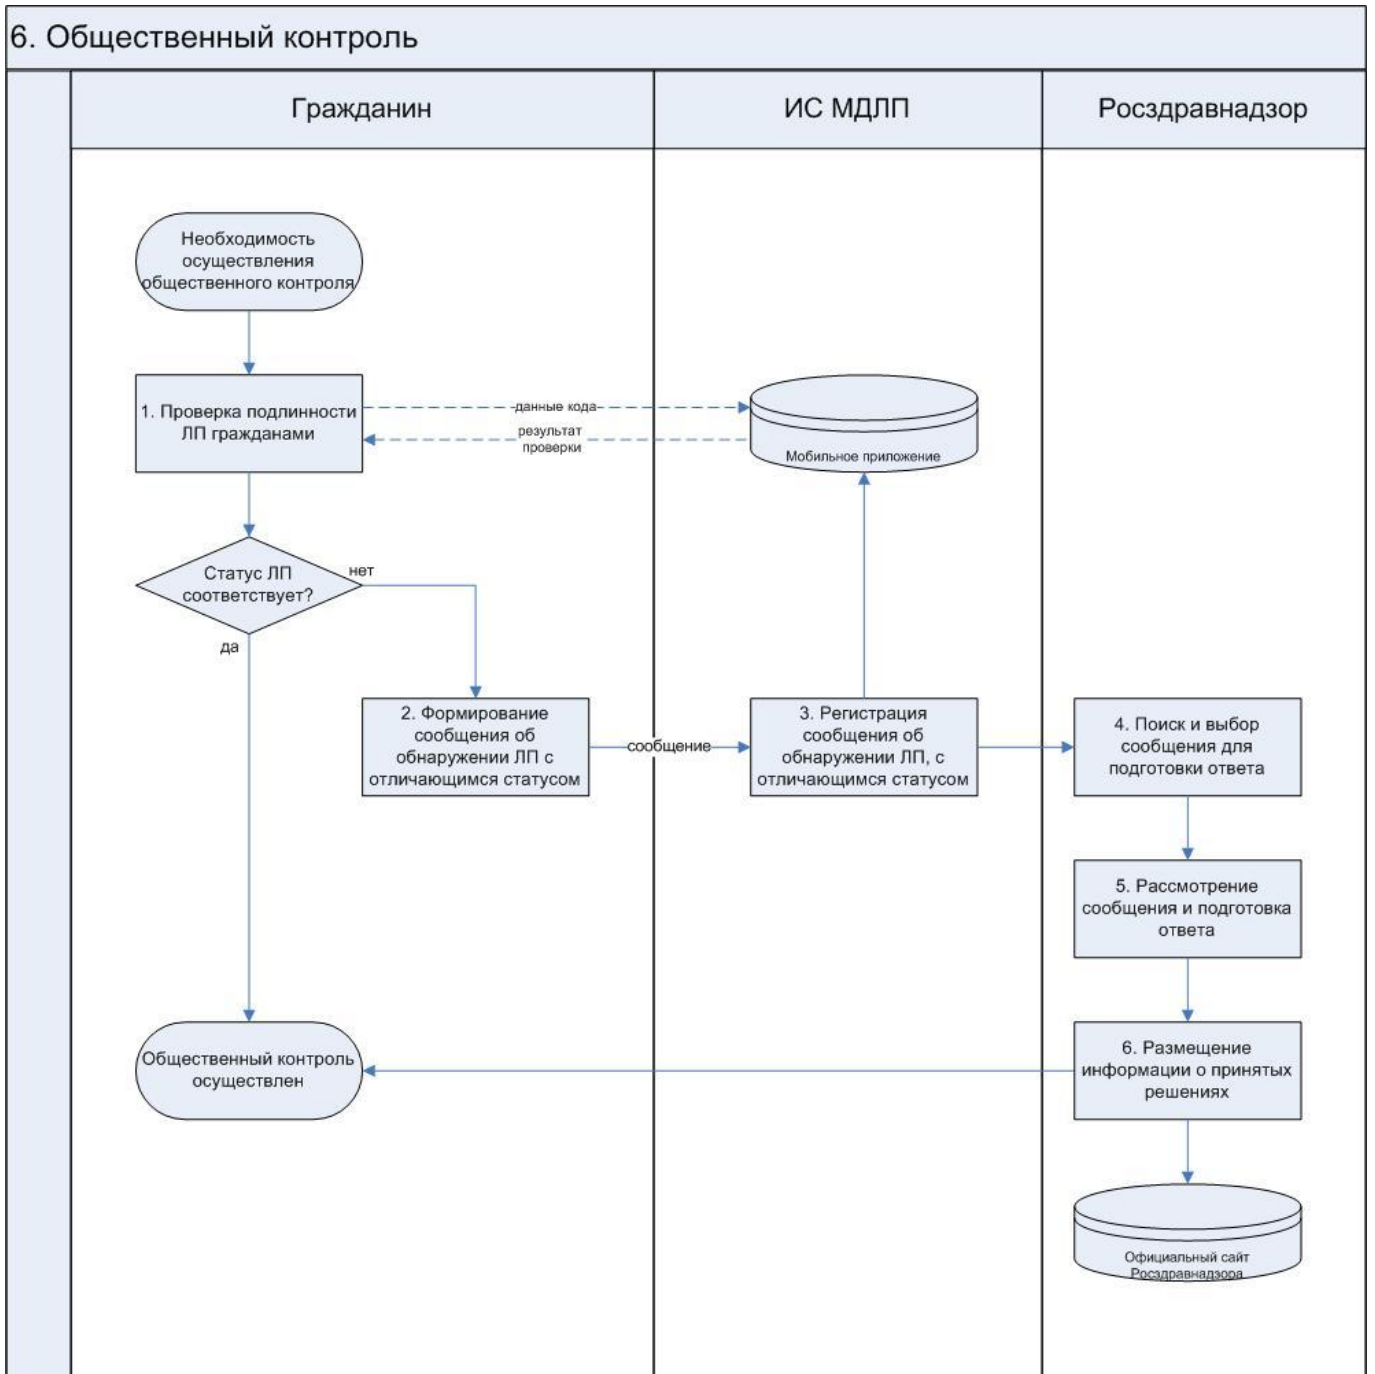 6. Общественный контроль
Гражданин
ИС МДЛП
Росздравнадзор
Необходимость
осуществления
общественного контроля
1. Проверка подлинности
ЛП гражданами
данные кода
результат
проверки
Мобильное приложение
Статус ЛП
соответствует?
нет
да
2. Формирование
сообщения об
обнаружении ЛП с
отличающимся статусом
сообщение
3. Регистрация
сообщения об
обнаружении ЛП, с
отличающимся статусом
4. Поиск и выбор
сообщения для
подготовки ответа
5. Рассмотрение
сообщения и подготовка
ответа
Общественный контроль
осуществлен
6. Размещение
информации о принятых
решениях
Официальный сайт
Росздравнадзора